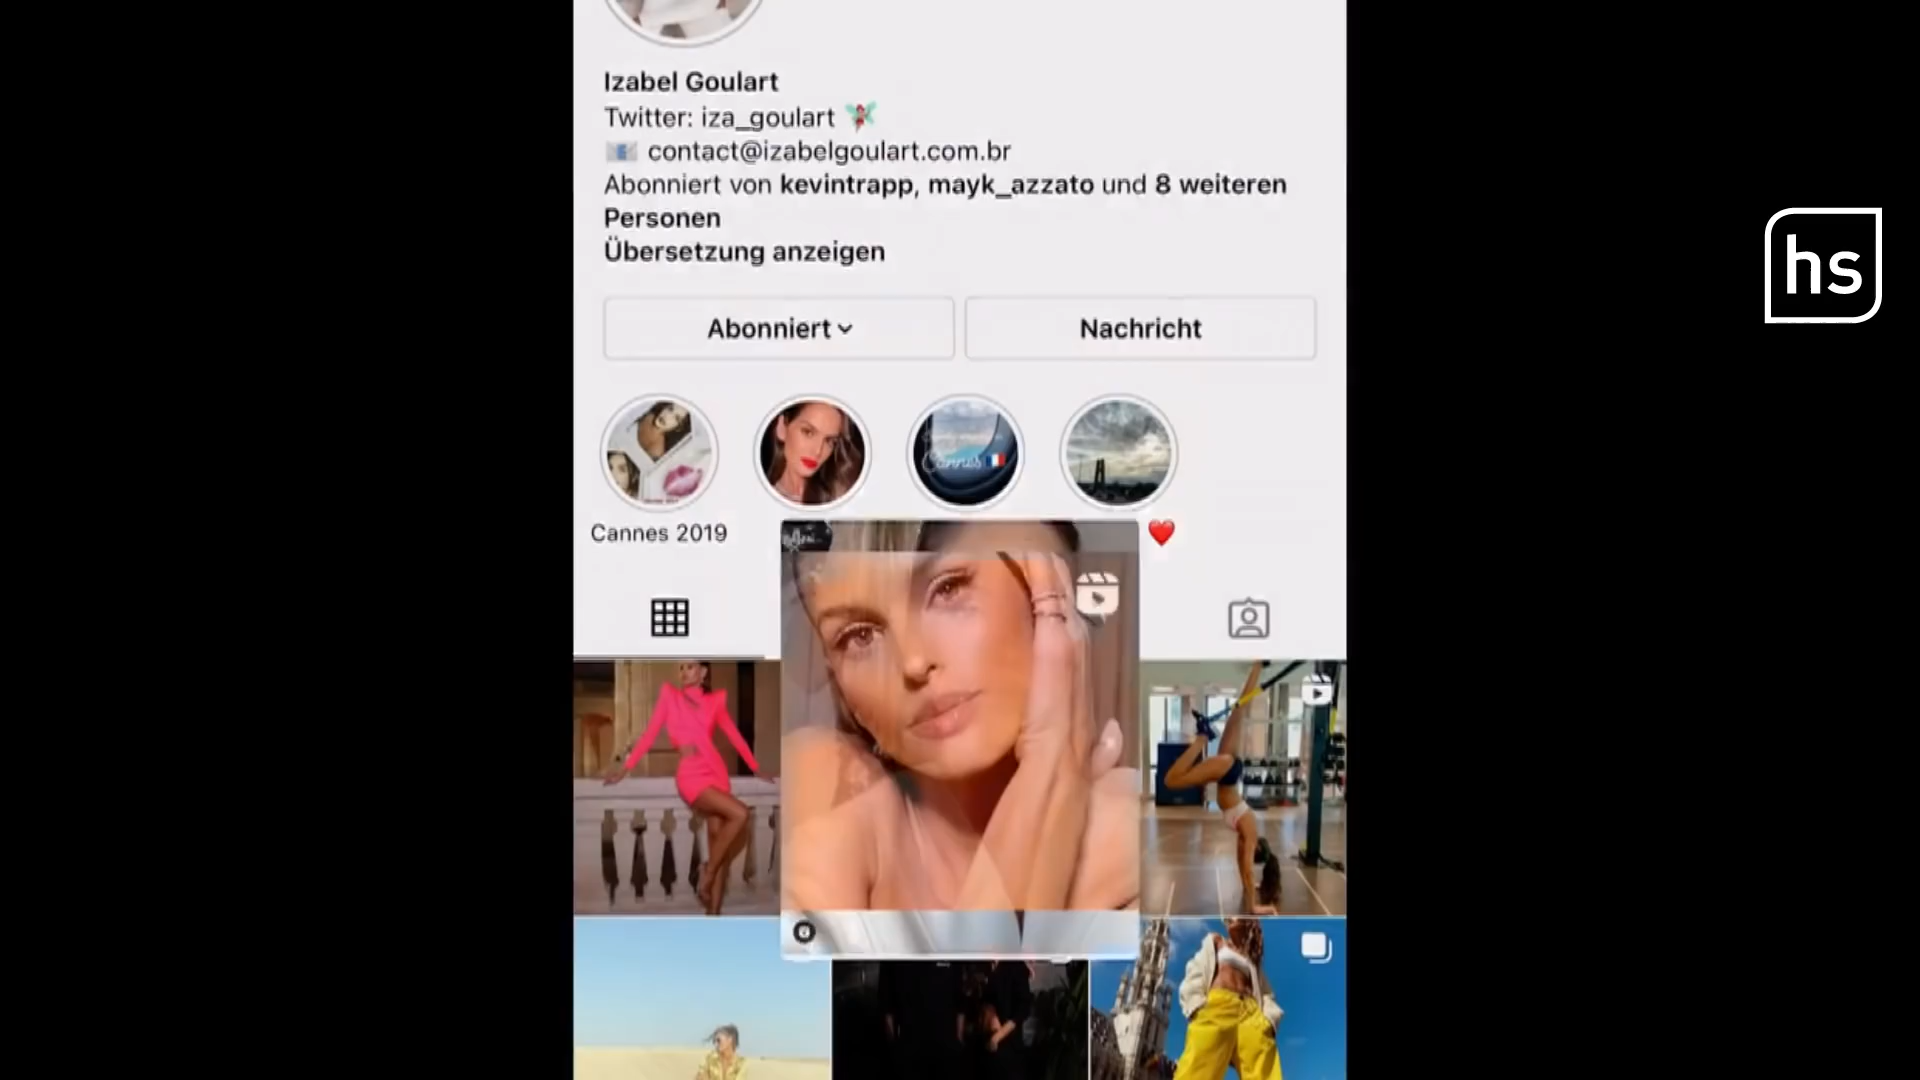 Izabel Goulart
Twitter: iza_goulart
contact@izabelgoulart.com.br
Abonniert von kevintrapp, mayk_azzato und 8 weiteren
Personen
Übersetzung anzeigen
Abonniert
Nachricht
hs
Cannes
Cannes 2019